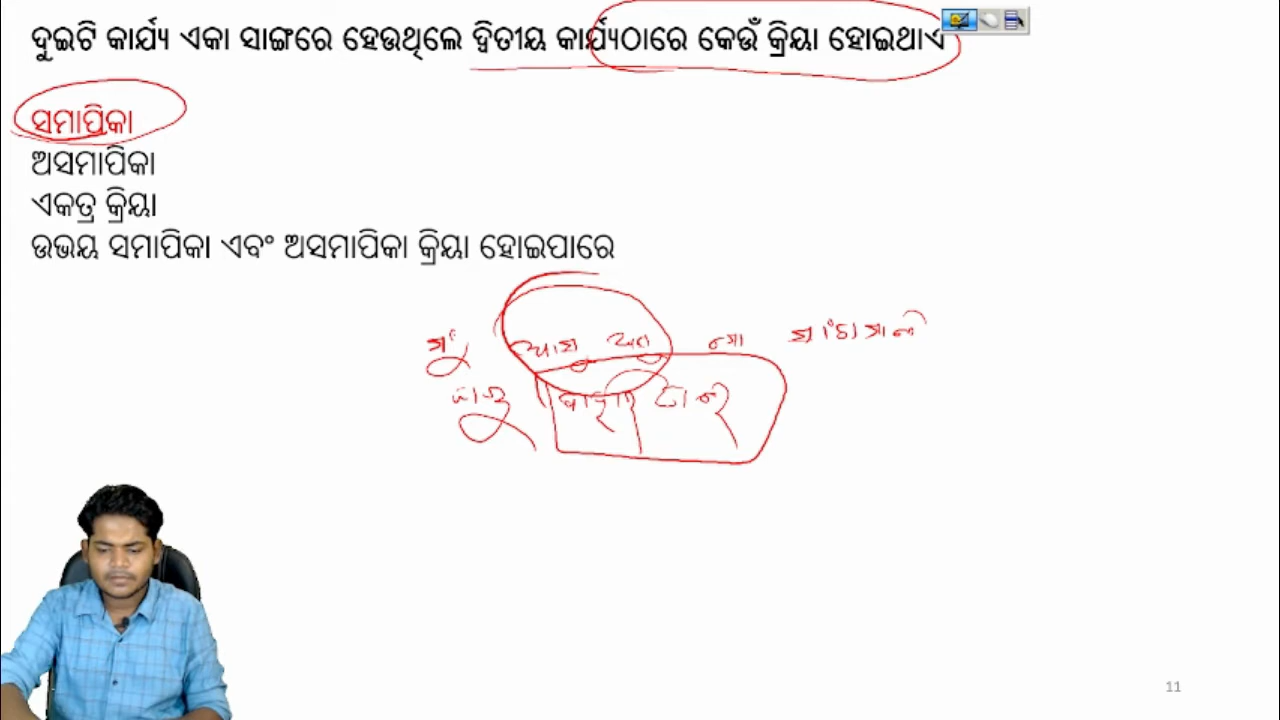 ଦୁଇଟି କାର୍ଯ୍ୟ ଏକା ସାଙ୍ଗରେ ହେଉଥିଲେ ଦ୍ଵିତୀୟ କାର୍ଯ୍ୟଠାରେ କେଉଁ କ୍ରିୟା ହୋଇଥାଏ
ସମାପିକା
ଅସମାପିକା
ଏକତ୍ର କ୍ରିୟା
ଉଭୟ ସମାପିକା ଏବଂ ଅସମାପିକା କ୍ରିୟା ହୋଇପାରେ
11